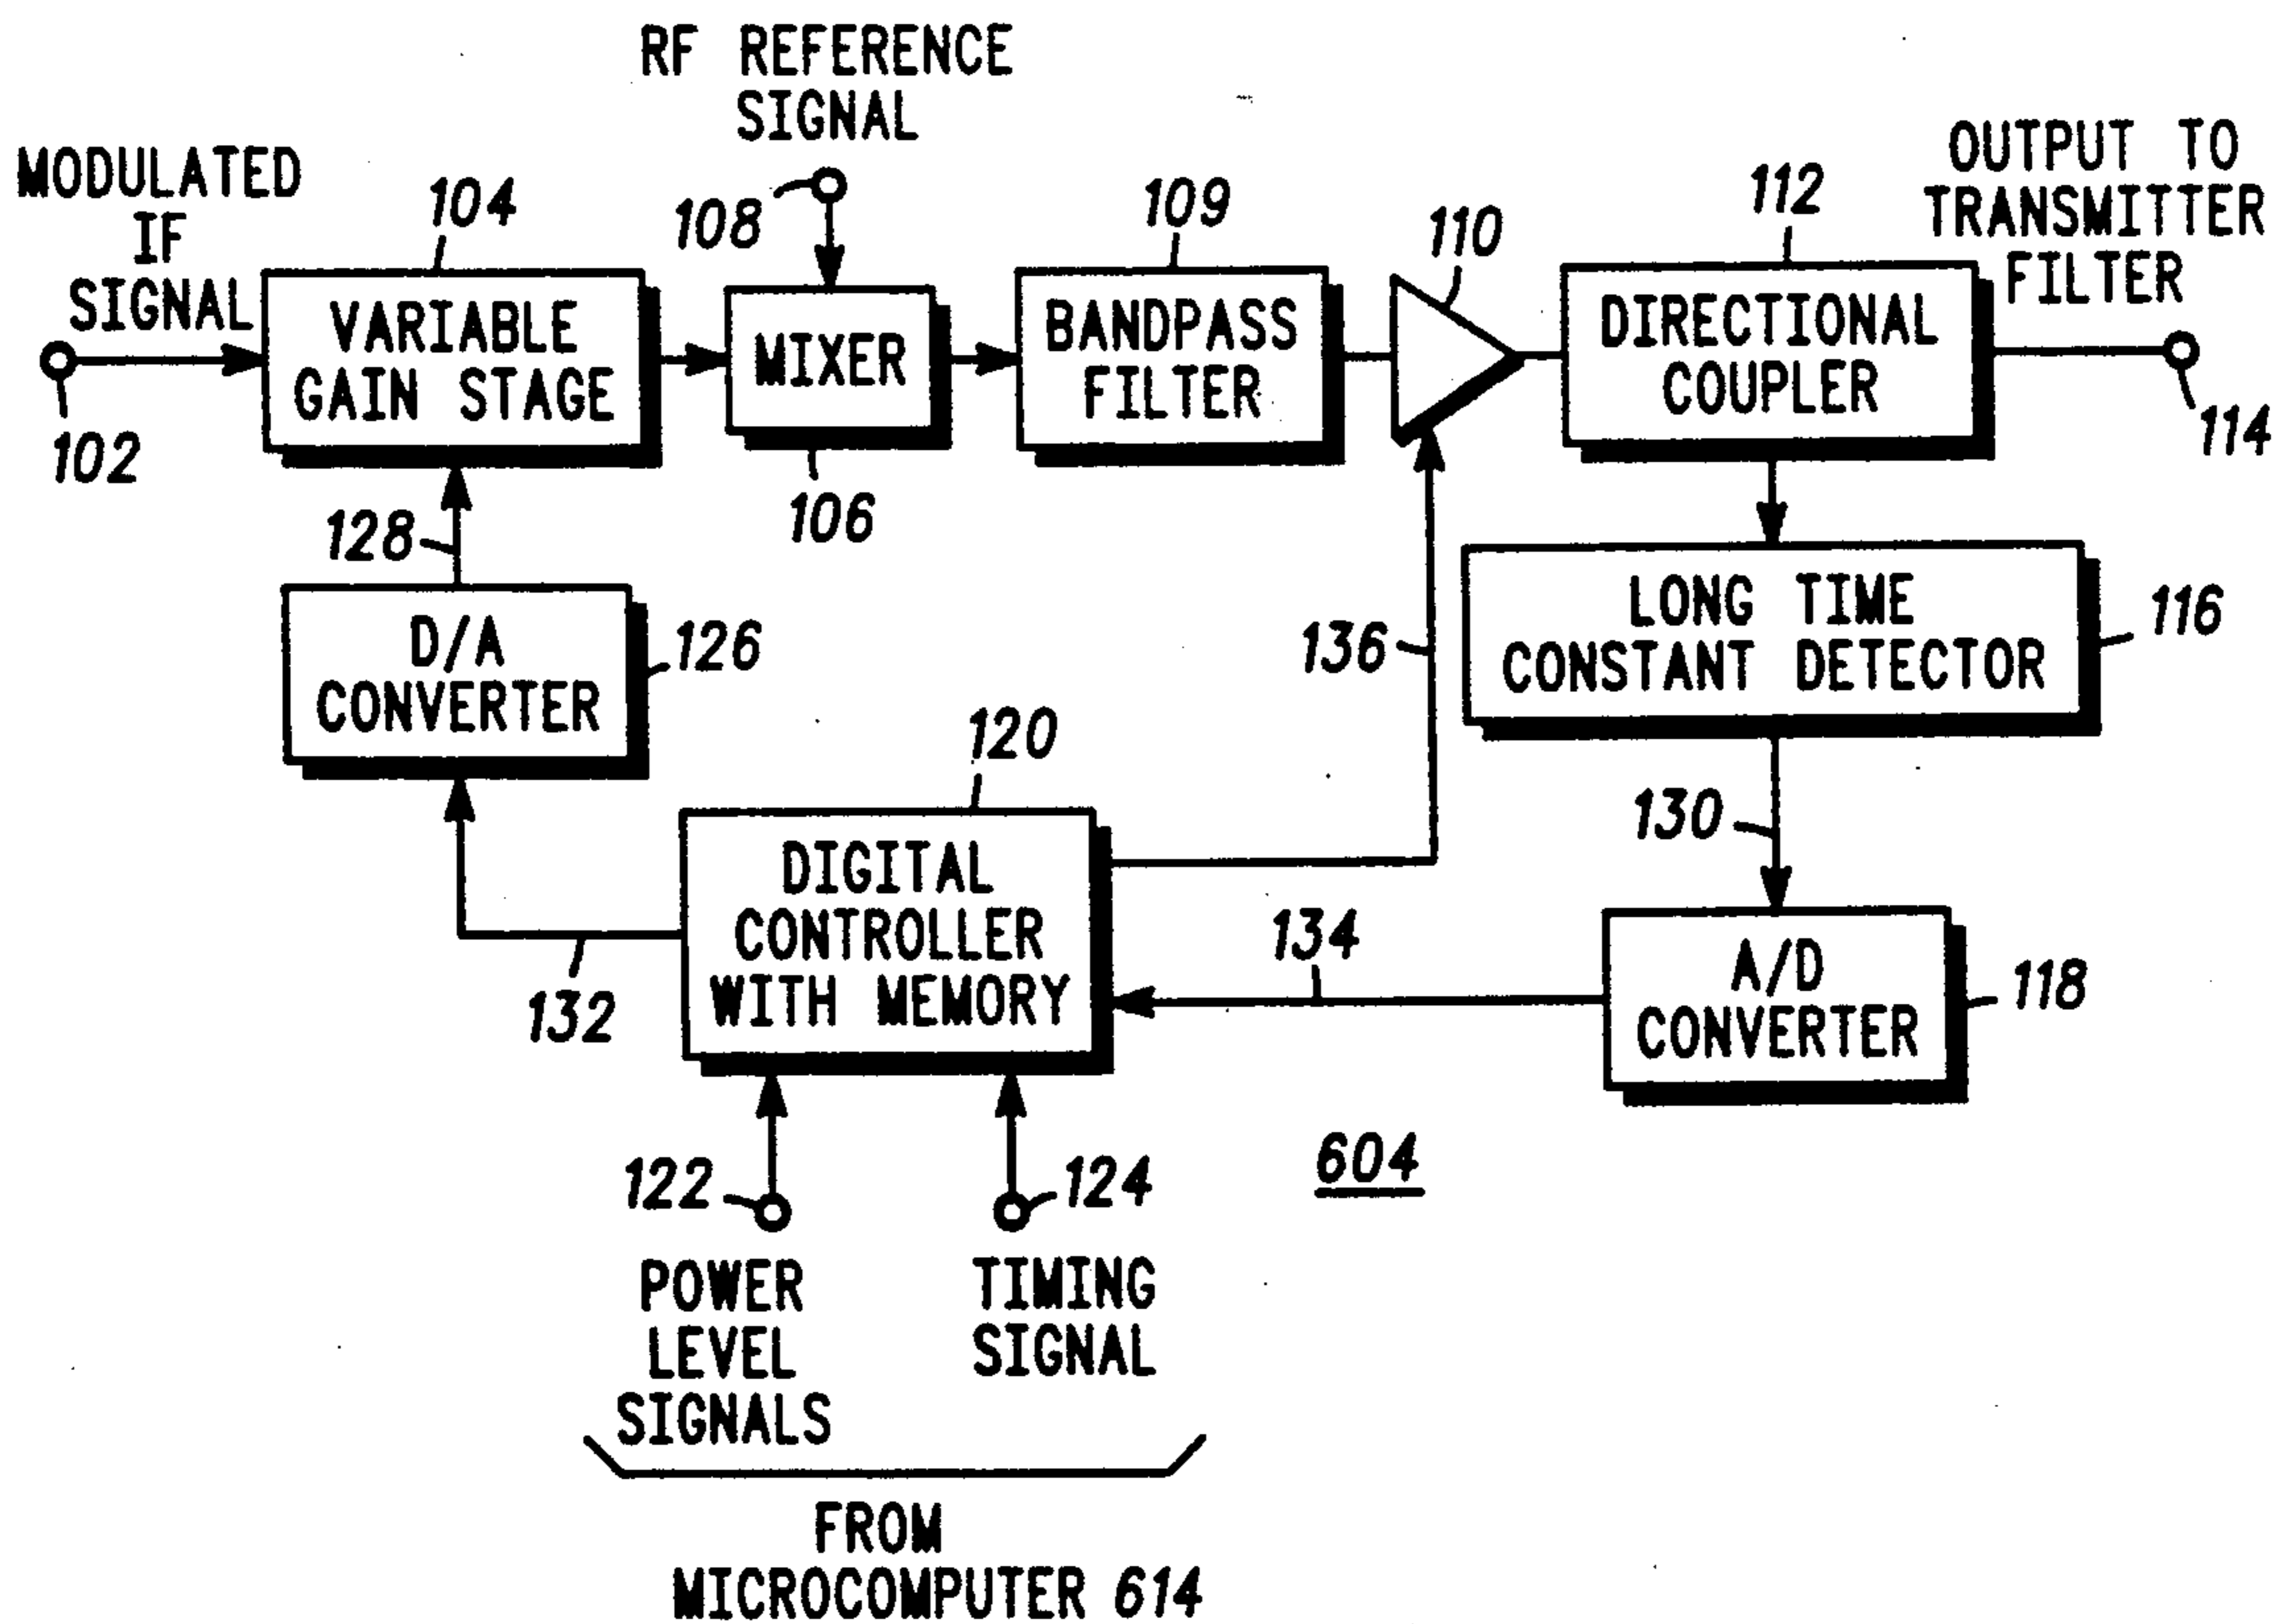 RF REFERENCE
SIGNAL
MODULATED
IF
SIGNAL
102
104
VARIABLE
GAIN STAGE
108
MIXER
106
109
BANDPASS
FILTER
110
112
DIRECTIONAL
COUPLER
OUTPUT TO
TRANSMITTER
FILTER
114
128
D/A
CONVERTER
126
136
LONG TIME
CONSTANT DETECTOR
116
130
120
DIGITAL
CONTROLLER
WITH MEMORY
132
134
A/D
CONVERTER
118
122
124
604
POWER
LEVEL
SIGNALS
TIMING
SIGNAL
FROM
MICROCOMPUTER 614